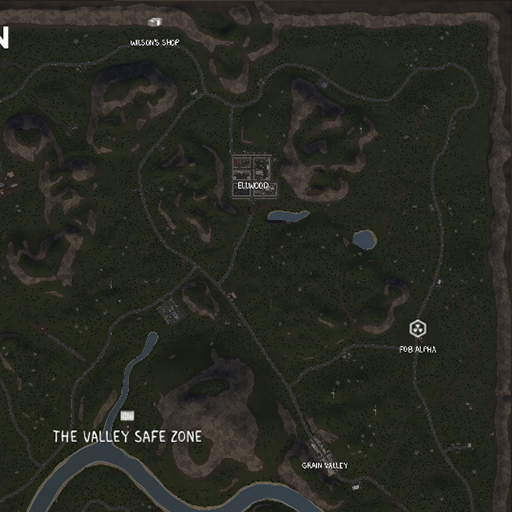 N
WILSON'S SHOP
ELLWOOD
FOB ALPHA
THE VALLEY SAFE ZONE
GRAIN VALLEY